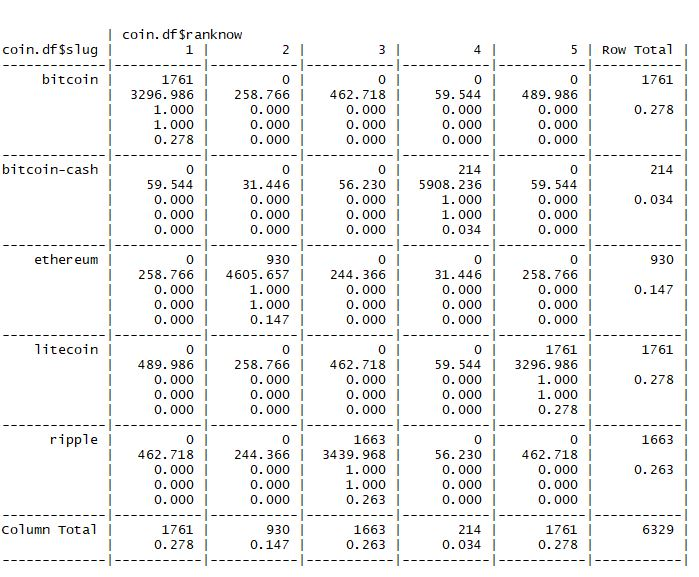 | coin.df$ranknow
coin.df$slug | 1 | 2 | 3 | 4 | 5 | Row Total |
-------------|-----------|-----------|-----------|-----------|-----------|-----------|
bitcoin | 1761 | 0 | 0 | 0 | 0 | 1761 |
| 3296.986 | 258.766 | 462.718 | 59.544 | 489.986 | |
| 1.000 | 0.000 | 0.000 | 0.000 | 0.000 | 0.278 |
| 1.000 | 0.000 | 0.000 | 0.000 | 0.000 | |
| 0.278 | 0.000 | 0.000 | 0.000 | 0.000 | |
-------------|-----------|-----------|-----------|-----------|-----------|-----------|
bitcoin-cash | 0 | 0 | 0 | 214 | 0 | 214 |
| 59.544 | 31.446 | 56.230 | 5908.236 | 59.544 | |
| 0.000 | 0.000 | 0.000 | 1.000 | 0.000 | 0.034 |
| 0.000 | 0.000 | 0.000 | 1.000 | 0.000 | |
| 0.000 | 0.000 | 0.000 | 0.034 | 0.000 | |
-------------|-----------|-----------|-----------|-----------|-----------|-----------|
ethereum | 0 | 930 | 0 | 0 | 0 | 930 |
| 258.766 | 4605.657 | 244.366 | 31.446 | 258.766 | |
| 0.000 | 1.000 | 0.000 | 0.000 | 0.000 | 0.147 |
| 0.000 | 1.000 | 0.000 | 0.000 | 0.000 | |
| 0.000 | 0.147 | 0.000 | 0.000 | 0.000 | |
-------------|-----------|-----------|-----------|-----------|-----------|-----------|
litecoin | 0 | 0 | 0 | 0 | 1761 | 1761 |
| 489.986 | 258.766 | 462.718 | 59.544 | 3296.986 | |
| 0.000 | 0.000 | 0.000 | 0.000 | 1.000 | 0.278 |
| 0.000 | 0.000 | 0.000 | 0.000 | 1.000 | |
| 0.000 | 0.000 | 0.000 | 0.000 | 0.278 | |
-------------|-----------|-----------|-----------|-----------|-----------|-----------|
ripple | 0 | 0 | 1663 | 0 | 0 | 1663 |
| 462.718 | 244.366 | 3439.968 | 56.230 | 462.718 | |
| 0.000 | 0.000 | 1.000 | 0.000 | 0.000 | 0.263 |
| 0.000 | 0.000 | 1.000 | 0.000 | 0.000 | |
| 0.000 | 0.000 | 0.263 | 0.000 | 0.000 | |
-------------|-----------|-----------|-----------|-----------|-----------|-----------|
Column Total | 1761 | 930 | 1663 | 214 | 1761 | 6329 |
| 0.278 | 0.147 | 0.263 | 0.034 | 0.278 | |
-------------|-----------|-----------|-----------|-----------|-----------|-----------|